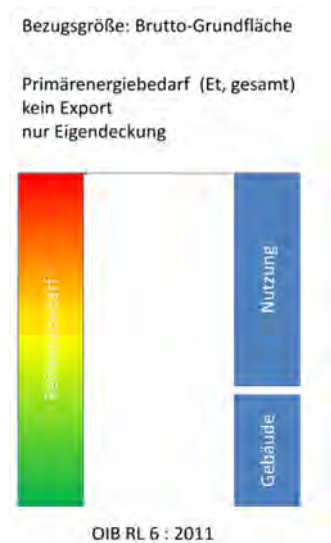 Bezugsgröße: Brutto-Grundfläche
Primärenergiebedarf (Et, gesamt)
kein Export
nur Eigendeckung
Nutzung
Gebäude
OIB RL 6 : 2011